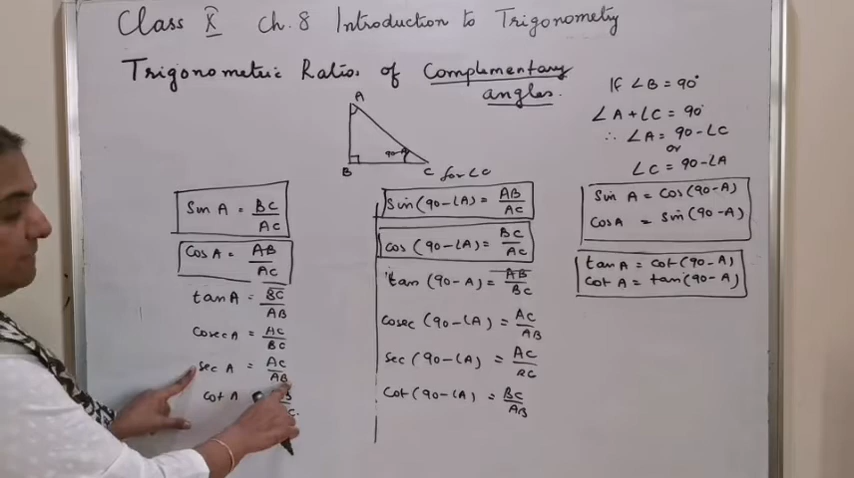 Class X Ch.8 Introduction to Trigonometry
Trigonometric Ratios of Complementary
angles.
A
B
C
90-A
for ∠C
If ∠B = 90°
∠A + ∠C = 90°
∴ ∠A = 90 - ∠C
or
∠C = 90 - ∠A
Sin A = BC/AC
Cos A = AB/AC
tan A = BC/AB
Cosec A = AC/BC
Sec A = AC/AB
Cot A
Sin (90-∠A) = AB/AC
Cos (90-∠A) = BC/AC
tan (90-∠A) = AB/BC
Cosec (90-∠A) = AC/AB
Sec (90-∠A) = AC/BC
Cot (90-∠A) = BC/AB
Sin A = Cos (90-A)
Cos A = Sin (90-A)
tan A = Cot (90-A)
Cot A = tan (90-A)